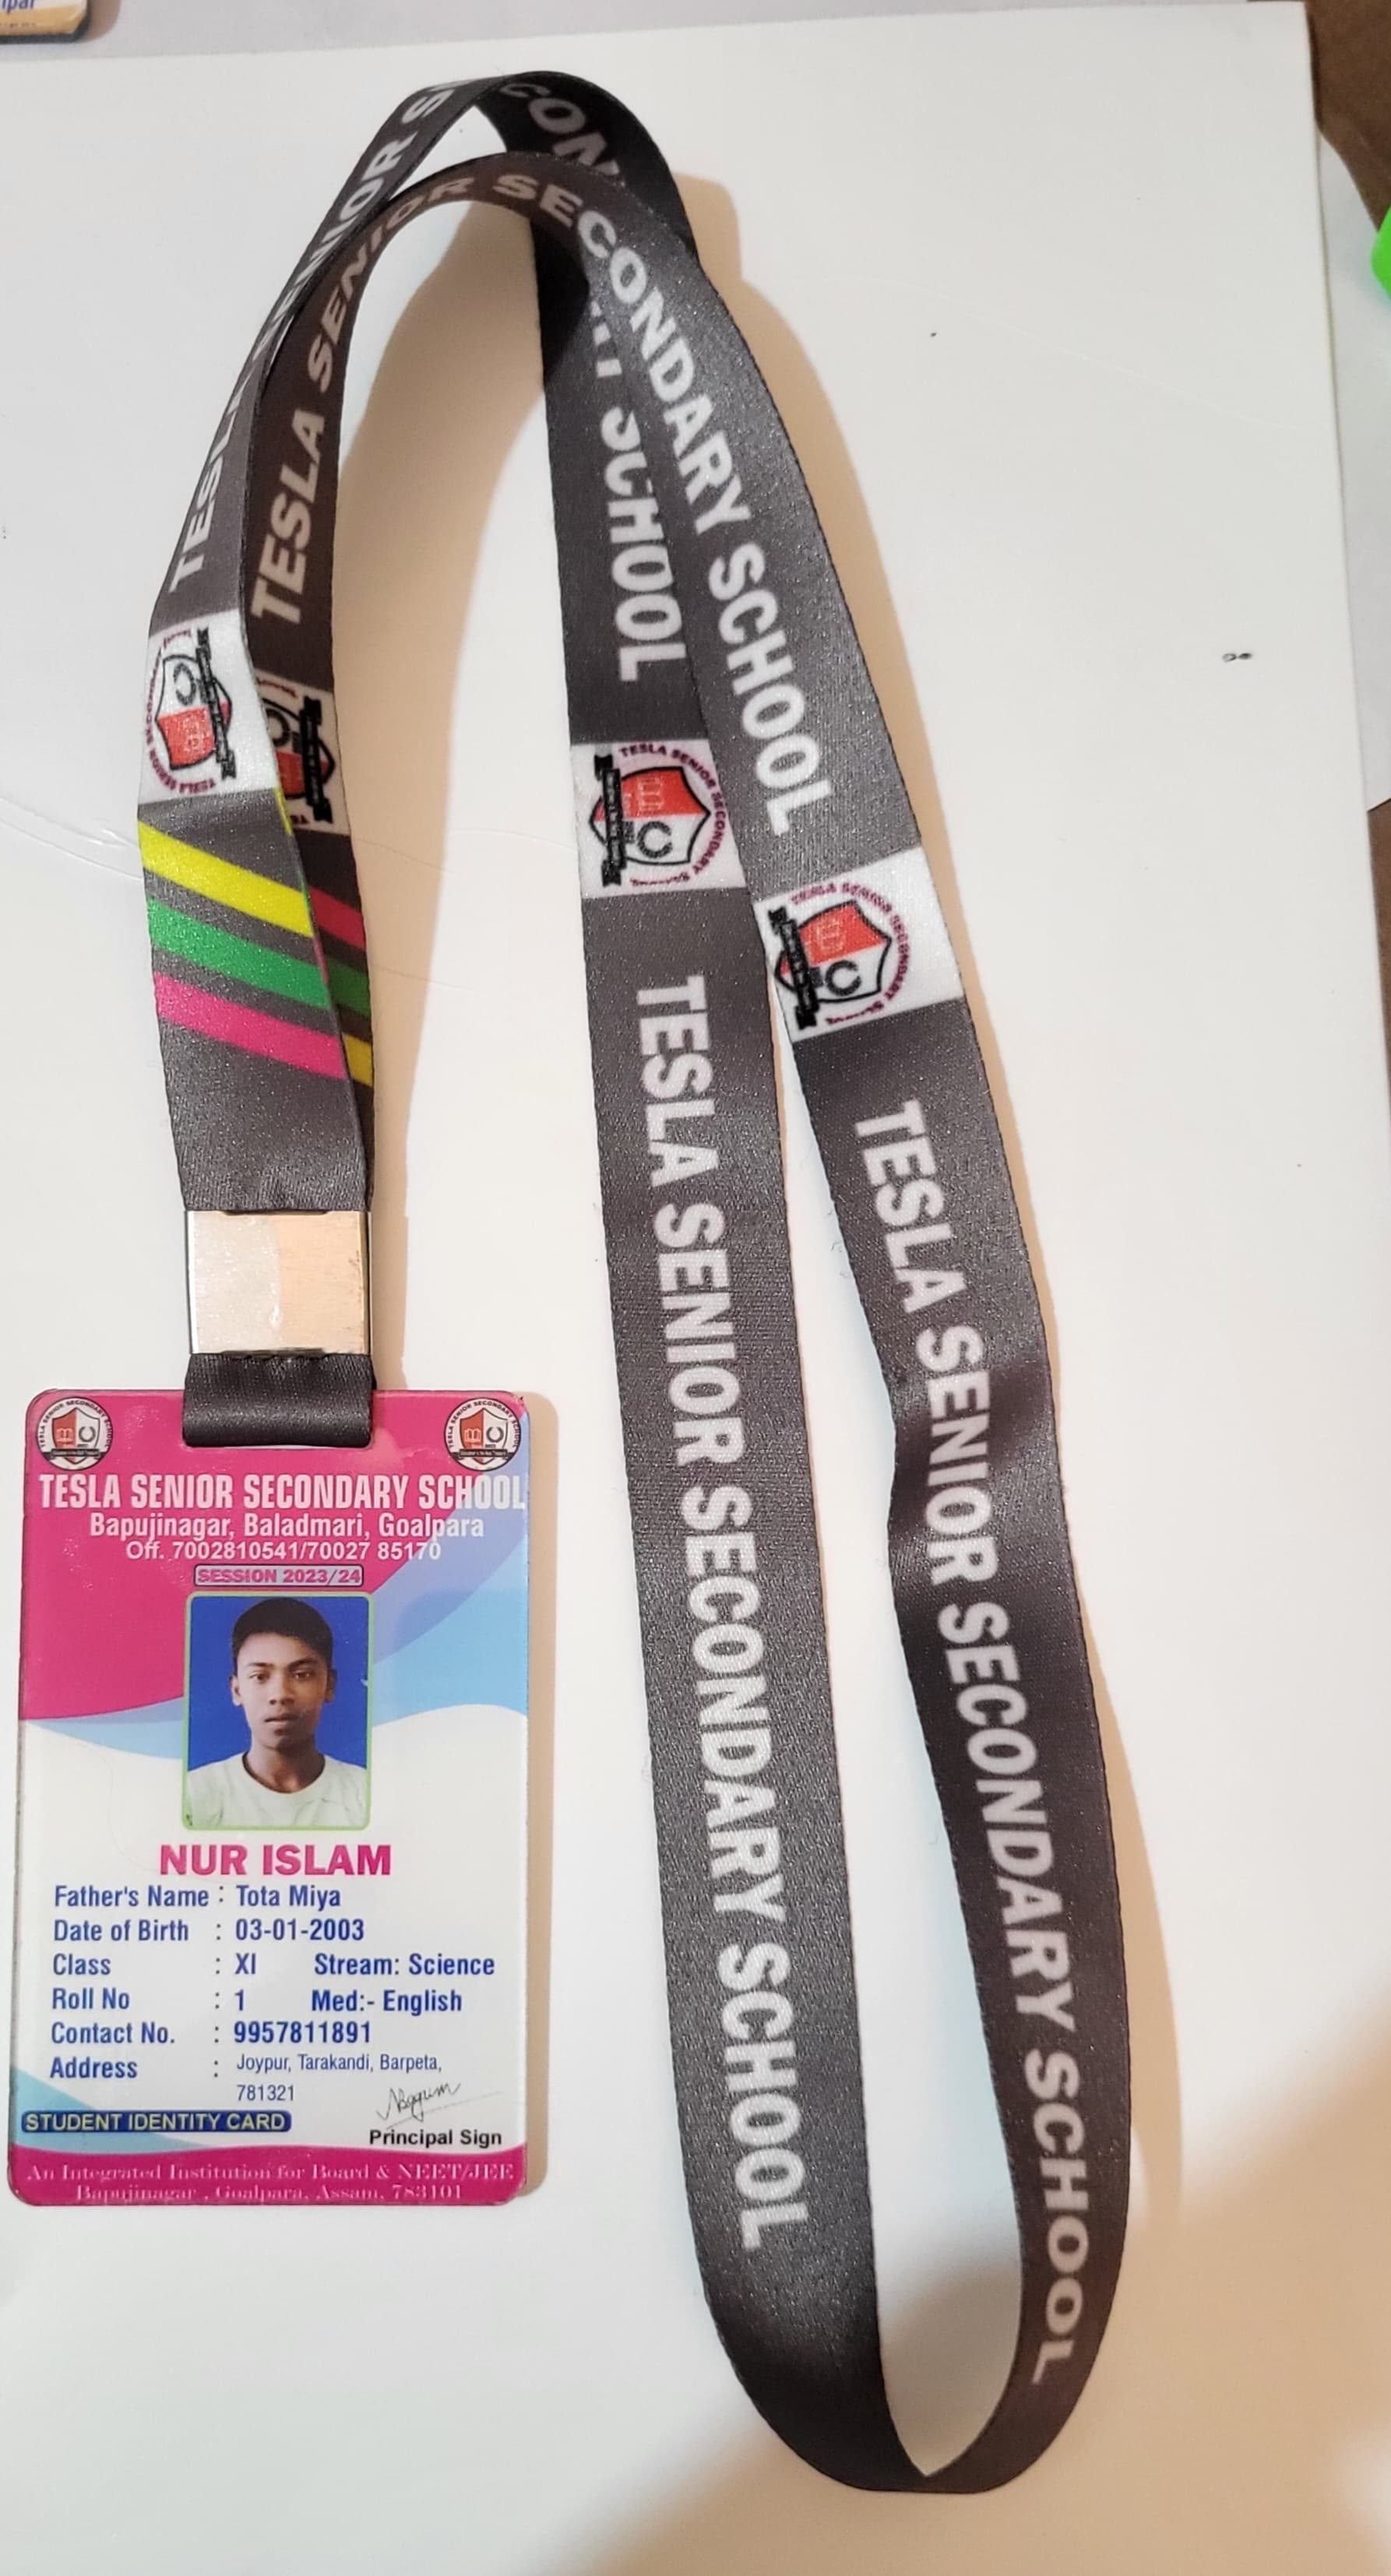 TESLA SENIOR SECONDARY SCHOOL
TESLA SENIOR SECONDARY SCHOOL
TESLA SENIOR SECONDARY SCHOOL
TESLA SENIOR SECONDARY SCHOOL
TESLA SENIOR SECONDARY SCHOOL
Bapujinagar, Baladmari, Goalpara
Off. 7002810541/70027 85170
SESSION 2023/24
NUR ISLAM
Father's Name : Tota Miya
Date of Birth : 03-01-2003
Class : XI Stream: Science
Roll No : 1 Med:- English
Contact No. : 9957811891
Address : Joypur, Tarakandi, Barpeta,
781321
STUDENT IDENTITY CARD
Principal Sign
An Integrated Institution for Board & NEET/JEE
Bapujinagar , Goalpara, Assam, 783101